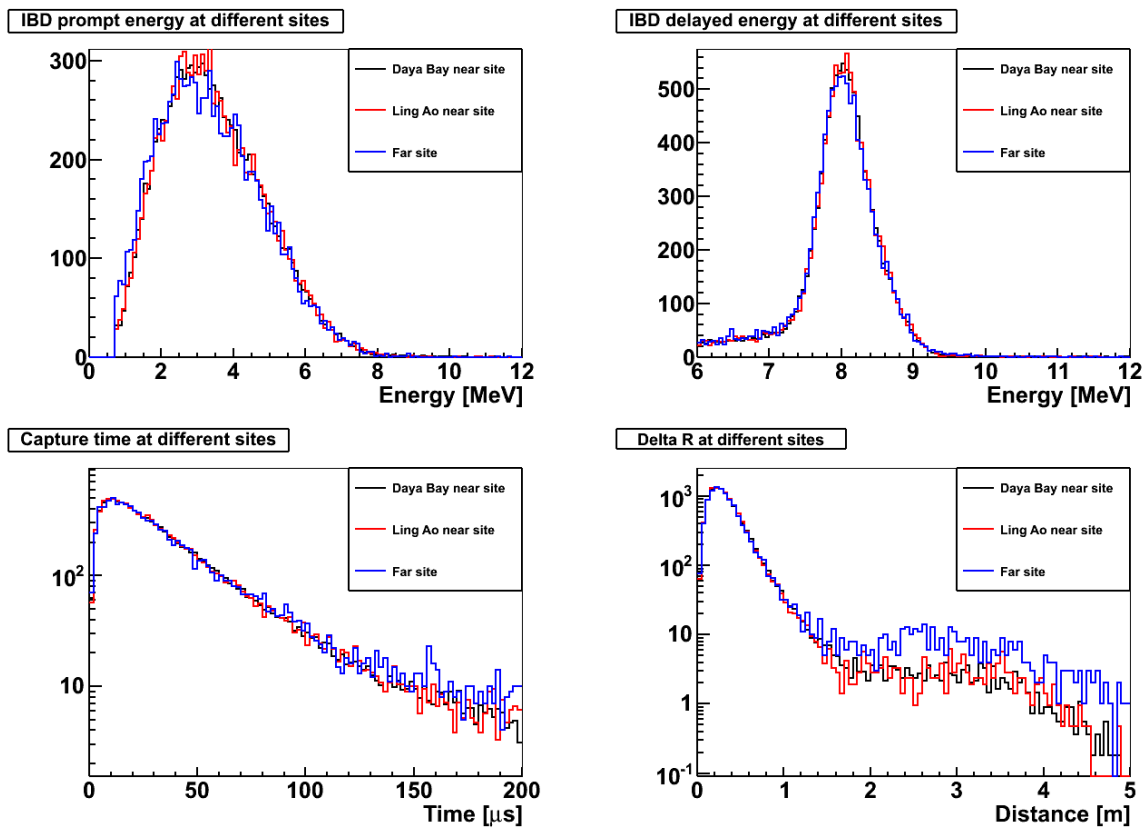 IBD prompt energy at different sites
300
200
100
0
0 2 4 6 8 10 12
Energy [MeV]
Daya Bay near site
Ling Ao near site
Far site
IBD delayed energy at different sites
500
400
300
200
100
0
6 7 8 9 10 11 12
Energy [MeV]
Daya Bay near site
Ling Ao near site
Far site
Capture time at different sites
10²
10
0 50 100 150 200
Time [μs]
Daya Bay near site
Ling Ao near site
Far site
Delta R at different sites
10³
10²
10
1
10⁻¹
0 1 2 3 4 5
Distance [m]
Daya Bay near site
Ling Ao near site
Far site